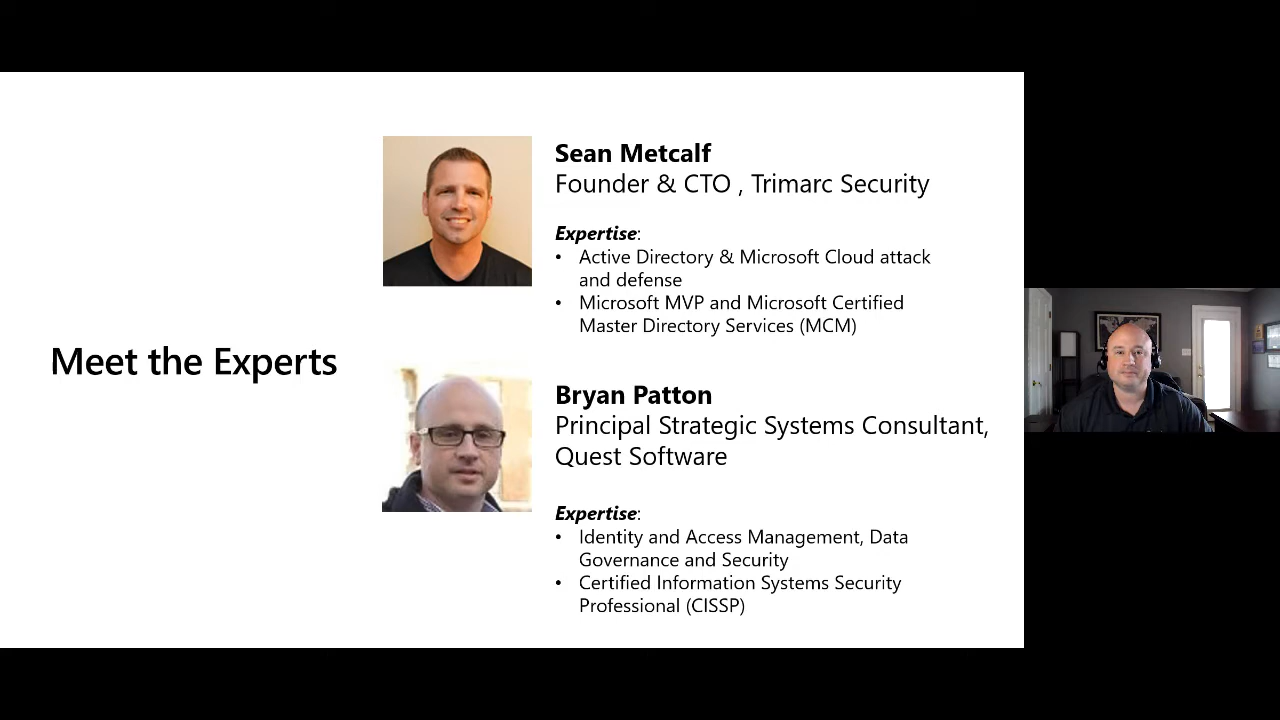 Meet the Experts
Sean Metcalf
Founder & CTO , Trimarc Security
Expertise:
• Active Directory & Microsoft Cloud attack
and defense
• Microsoft MVP and Microsoft Certified
Master Directory Services (MCM)
Bryan Patton
Principal Strategic Systems Consultant,
Quest Software
Expertise:
• Identity and Access Management, Data
Governance and Security
• Certified Information Systems Security
Professional (CISSP)